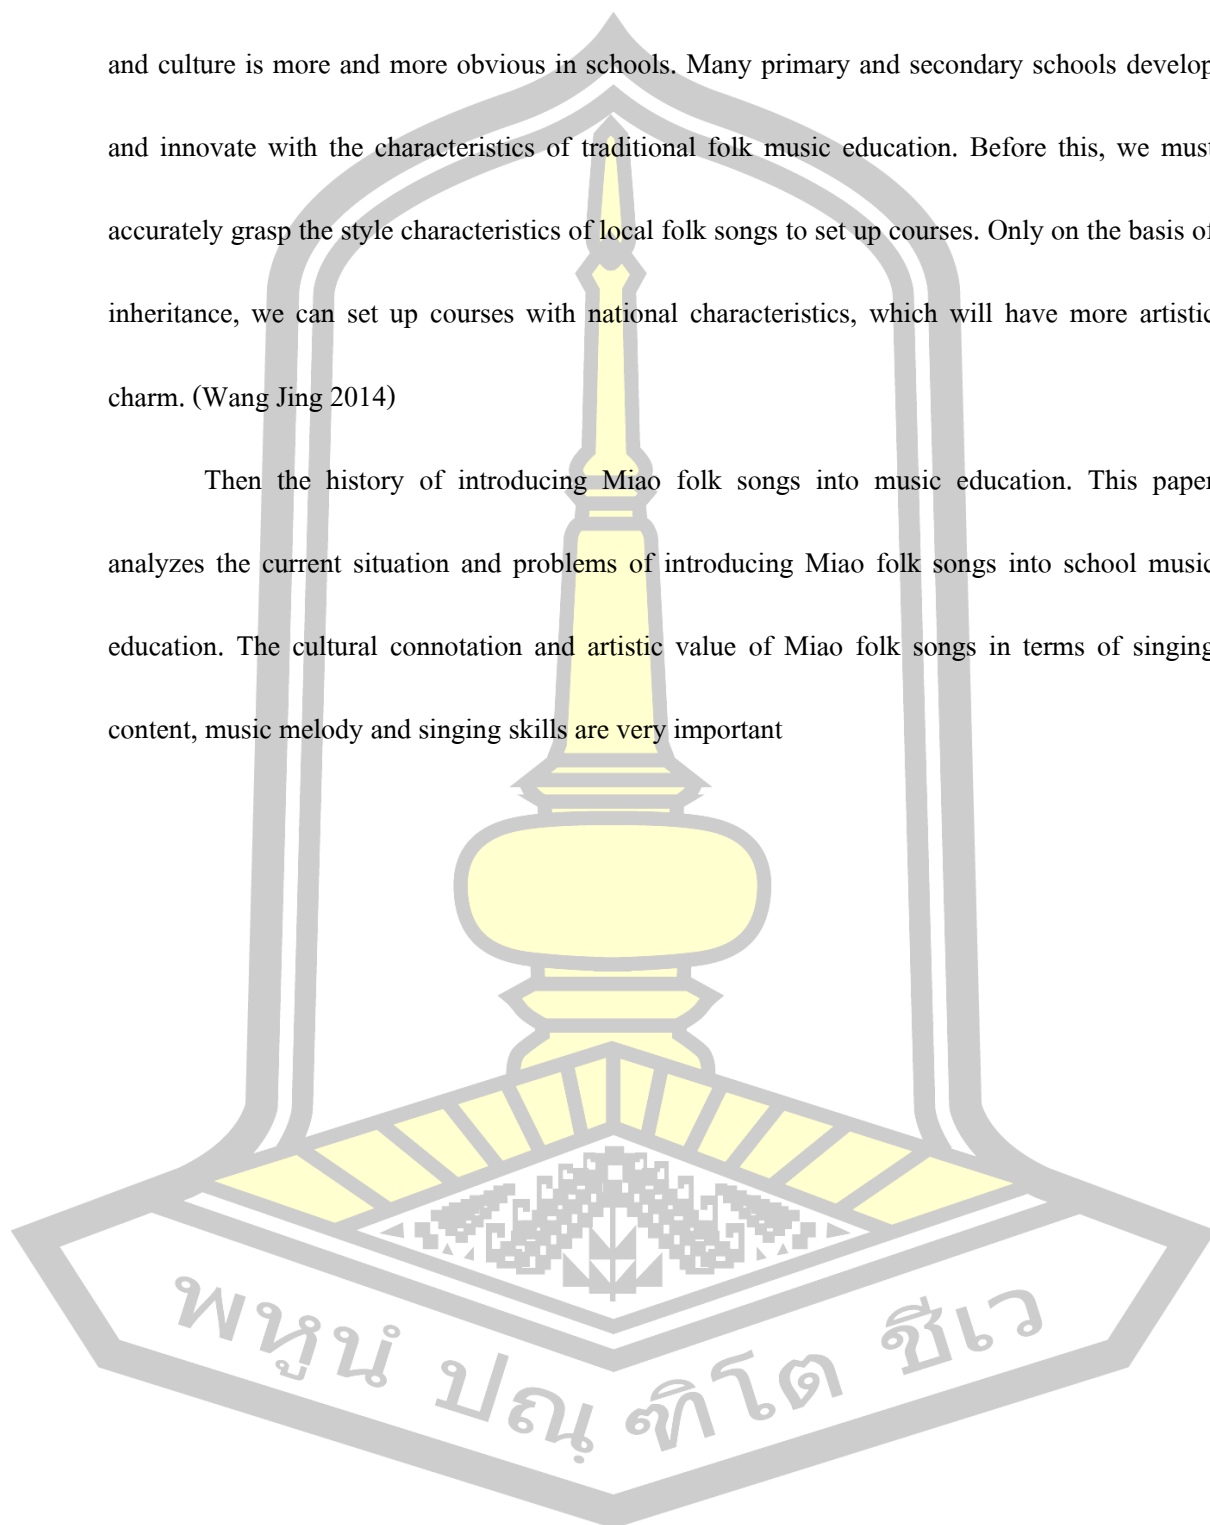 and culture is more and more obvious in schools. Many primary and secondary schools develop
and innovate with the characteristics of traditional folk music education. Before this, we must
accurately grasp the style characteristics of local folk songs to set up courses. Only on the basis of
inheritance, we can set up courses with national characteristics, which will have more artistic
charm. (Wang Jing 2014)
Then the history of introducing Miao folk songs into music education. This paper
analyzes the current situation and problems of introducing Miao folk songs into school music
education. The cultural connotation and artistic value of Miao folk songs in terms of singing
content, music melody and singing skills are very important
พหูนํ ปณฺฑิโต ชีเว